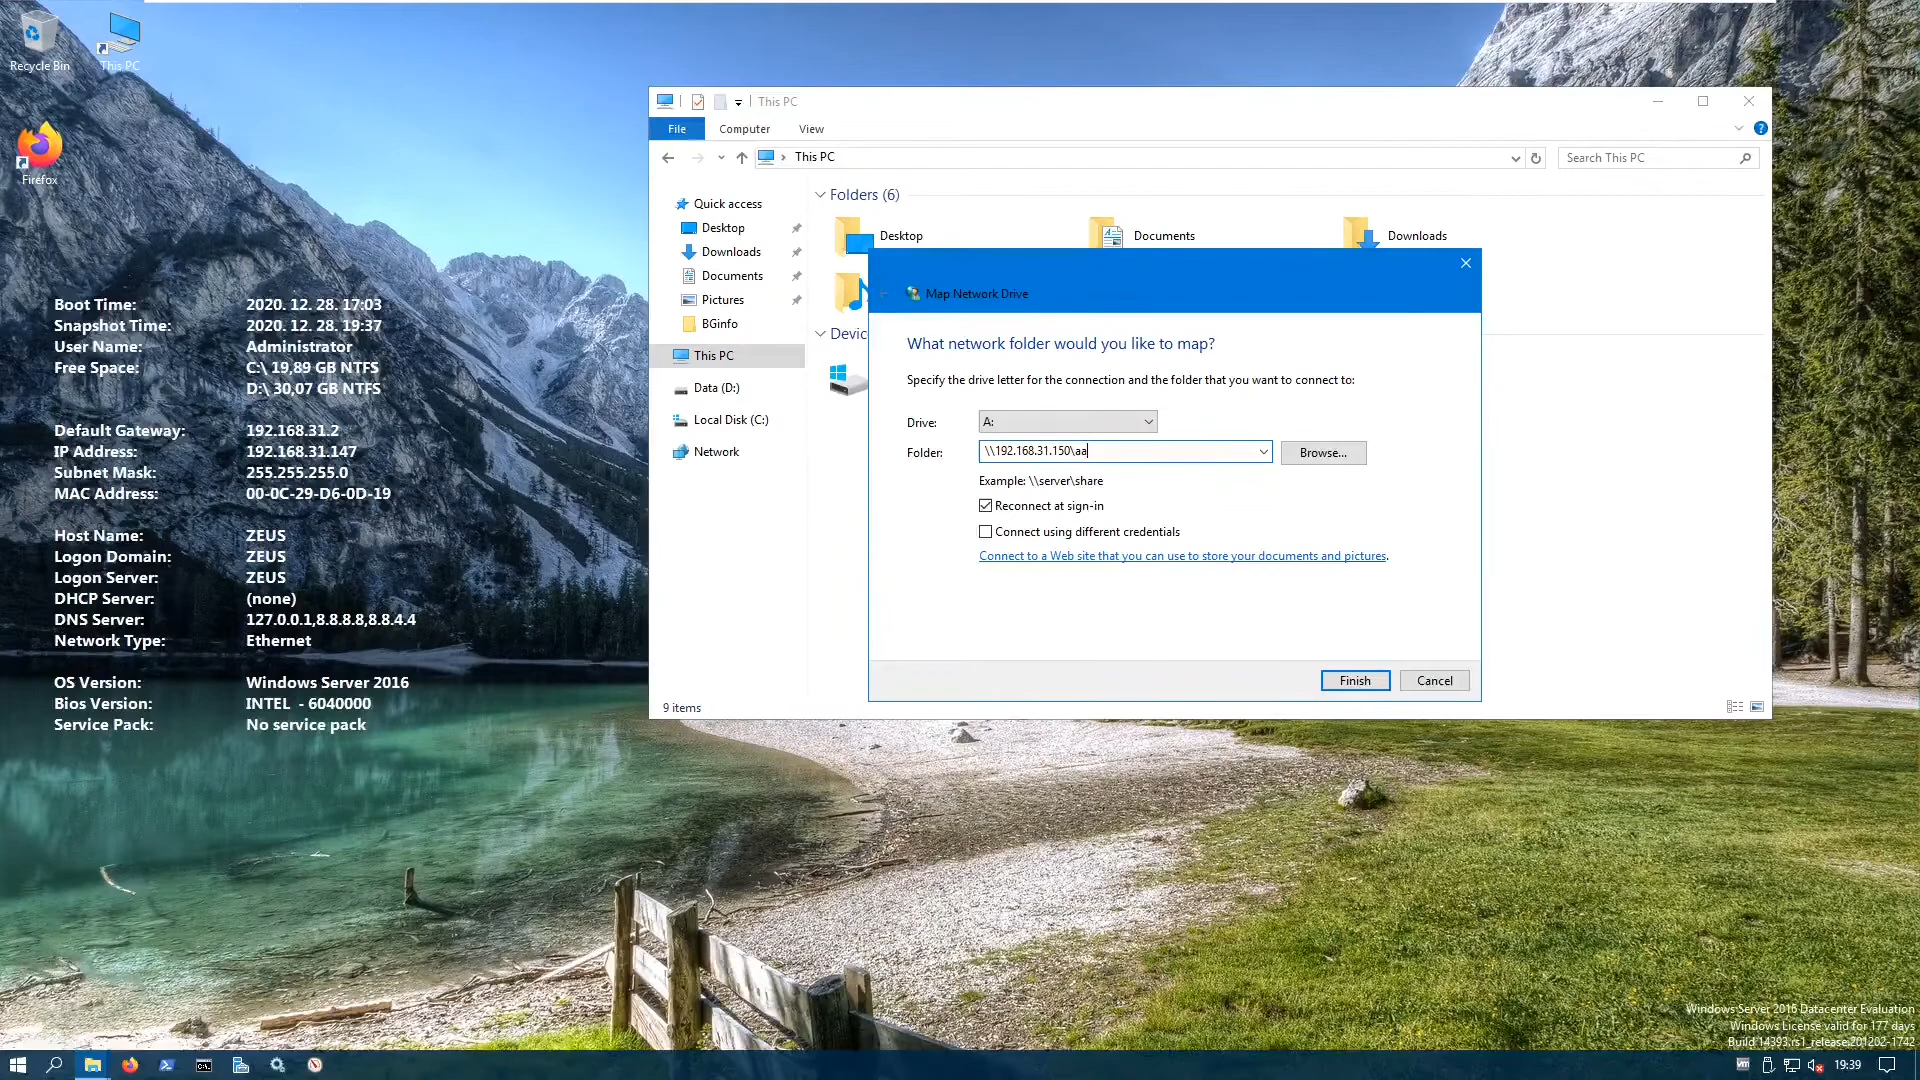 Recycle Bin
This PC
Firefox
Boot Time: 2020. 12. 28. 17:03
Snapshot Time: 2020. 12. 28. 19:37
User Name: Administrator
Free Space: C:\ 19,89 GB NTFS
D:\ 30,07 GB NTFS
Default Gateway: 192.168.31.2
IP Address: 192.168.31.147
Subnet Mask: 255.255.255.0
MAC Address: 00-0C-29-D6-0D-19
Host Name: ZEUS
Logon Domain: ZEUS
Logon Server: ZEUS
DHCP Server: (none)
DNS Server: 127.0.0.1,8.8.8.8,8.8.4.4
Network Type: Ethernet
OS Version: Windows Server 2016
Bios Version: INTEL - 6040000
Service Pack: No service pack
This PC
File Computer View
This PC
Search This PC
Quick access
Desktop
Downloads
Documents
Pictures
BGinfo
This PC
Data (D:)
Local Disk (C:)
Network
Folders (6)
Desktop
Documents
Downloads
Devic
Map Network Drive
What network folder would you like to map?
Specify the drive letter for the connection and the folder that you want to connect to:
Drive: A:
Folder: \\192.168.31.150\aa
Browse...
Example: \\server\share
Reconnect at sign-in
Connect using different credentials
Connect to a Web site that you can use to store your documents and pictures.
Finish
Cancel
9 items
Windows Server 2016 Datacenter Evaluation
Windows License valid for 177 days
Build 14393.rs1_release.201202-1742
vm
19:39